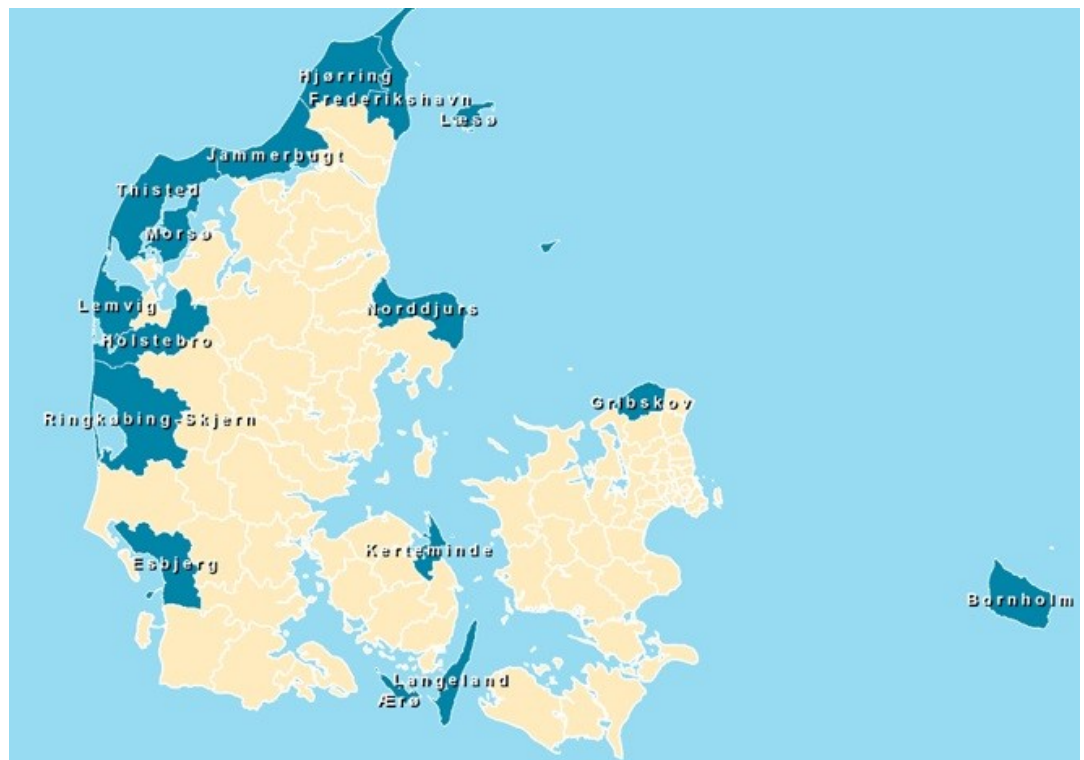 Hjørring
Frederikshavn
Læsø
Jammerbugt
Thisted
Morsø
Lemvig
Norddjurs
Holstebro
Gribskov
Ringkøbing-Skjern
Kerteminde
Esbjerg
Bornholm
Langeland
Ærø